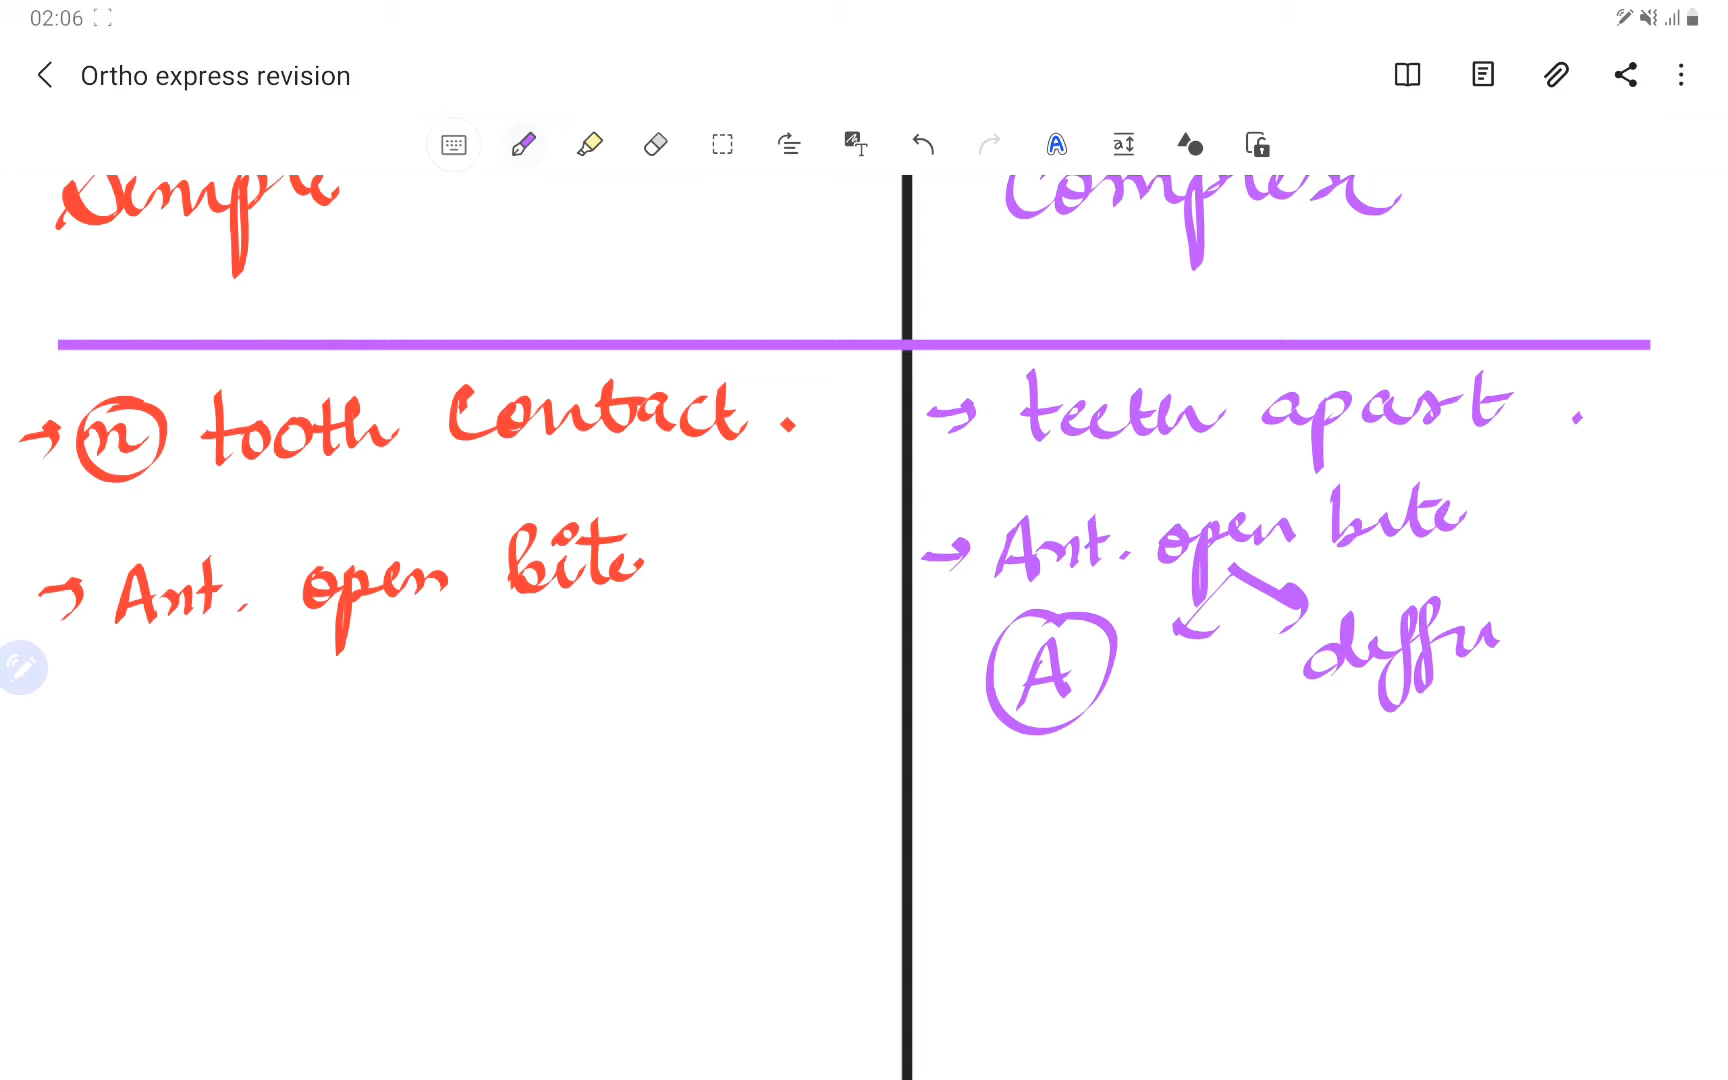 02:06
Ortho express revision
Simple
Complex
→ (n) tooth contact.
→ Ant. open bite
→ teeth apart.
→ Ant. open bite
A
diffu